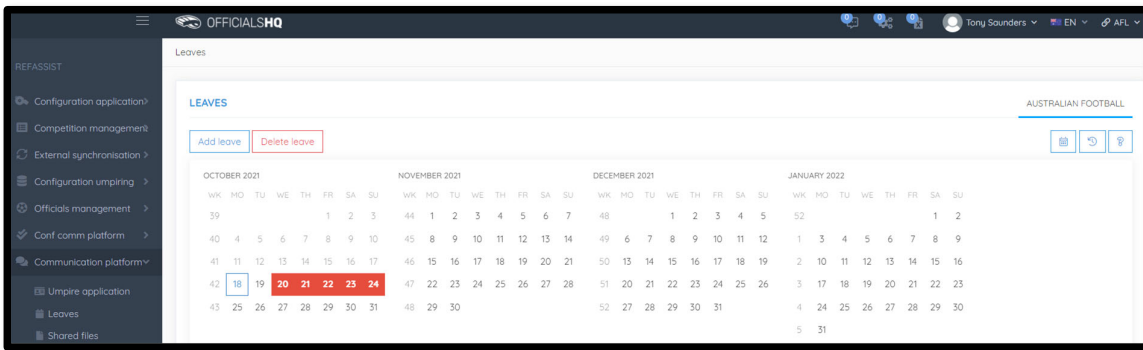 OFFICIALSHQ 0 0 0 Tony Saunders EN AFL
Leaves
REFASSIST
Configuration application
Competition management
External synchronisation
Configuration umpiring
Officials management
Conf comm platform
Communication platform
Umpire application
Leaves
Shared files
LEAVES AUSTRALIAN FOOTBALL
Add leave Delete leave
OCTOBER 2021 NOVEMBER 2021 DECEMBER 2021 JANUARY 2022
WK MO TU WE TH FR SA SU WK MO TU WE TH FR SA SU WK MO TU WE TH FR SA SU WK MO TU WE TH FR SA SU
39 1 2 3 44 1 2 3 4 5 6 7 48 1 2 3 4 5 52 1 2
40 4 5 6 7 8 9 10 45 8 9 10 11 12 13 14 49 6 7 8 9 10 11 12 1 3 4 5 6 7 8 9
41 11 12 13 14 15 16 17 46 15 16 17 18 19 20 21 50 13 14 15 16 17 18 19 2 10 11 12 13 14 15 16
42 18 19 20 21 22 23 24 47 22 23 24 25 26 27 28 51 20 21 22 23 24 25 26 3 17 18 19 20 21 22 23
43 25 26 27 28 29 30 31 48 29 30 52 27 28 29 30 31 4 24 25 26 27 28 29 30
5 31